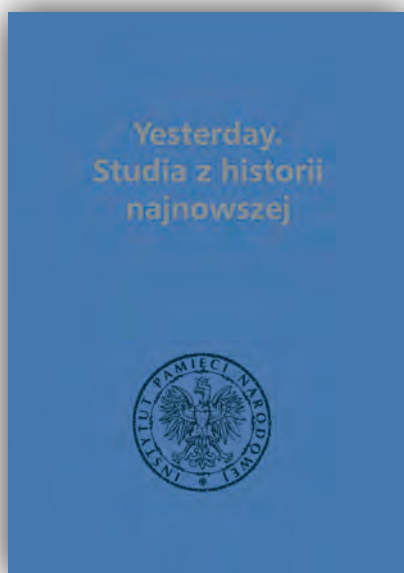 Yesterday.
Studia z historii
najnowszej
INSTYTUT PAMIĘCI NARODOWEJ